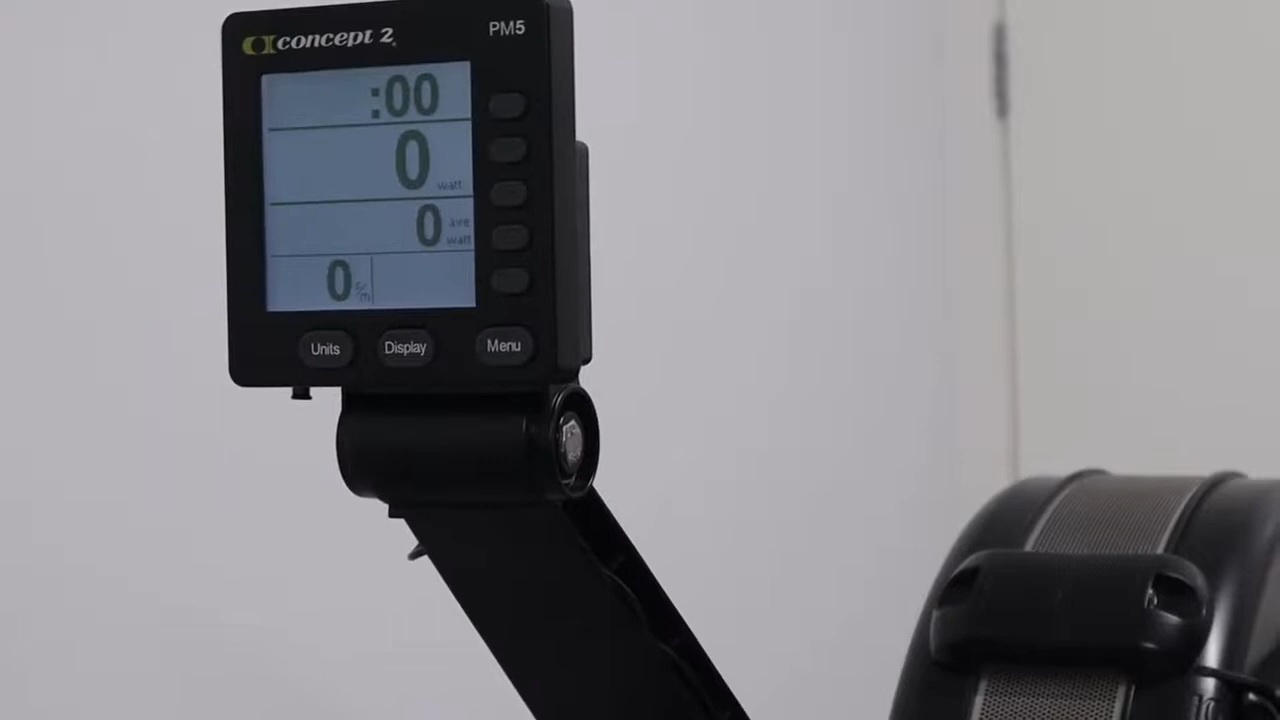 concept 2
PM5
:00
0 watt
0 ave watt
0 s/m
Units
Display
Menu